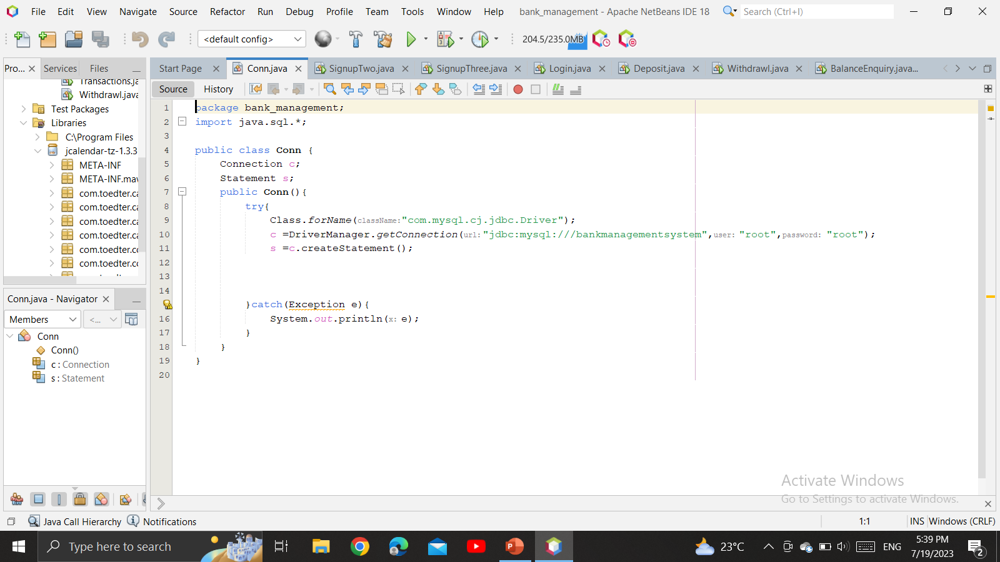 File Edit View Navigate Source Refactor Run Debug Profile Team Tools Window Help bank_management - Apache NetBeans IDE 18 Search (Ctrl+I)
<default config> 204.5/235.0MB
Pro... Services Files
Start Page Conn.java SignupTwo.java SignupThree.java Login.java Deposit.java Withdrawl.java BalanceEnquiry.java...
Source History
Transactions.ja
Withdrawl.java
Test Packages
Libraries
C:\Program Files
jcalendar-tz-1.3.3
META-INF
META-INF.mav
com.toedter.ca
com.toedter.ca
com.toedter.ca
com.toedter.ca
com.toedter.co
com.toedter.co
1 package bank_management;
2 import java.sql.*;
3
4 public class Conn {
5 Connection c;
6 Statement s;
7 public Conn(){
8 try{
9 Class.forName(className:"com.mysql.cj.jdbc.Driver");
10 c =DriverManager.getConnection(url:"jdbc:mysql:///bankmanagementsystem",user:"root",password:"root");
11 s =c.createStatement();
12
13
14
}catch(Exception e){
16 System.out.println(x:e);
17 }
18 }
19 }
20
Conn.java - Navigator
Members <...
Conn
Conn()
c : Connection
s : Statement
Activate Windows
Go to Settings to activate Windows.
Java Call Hierarchy Notifications 1:1 INS Windows (CRLF)
Type here to search 23°C ENG 5:39 PM
7/19/2023
2